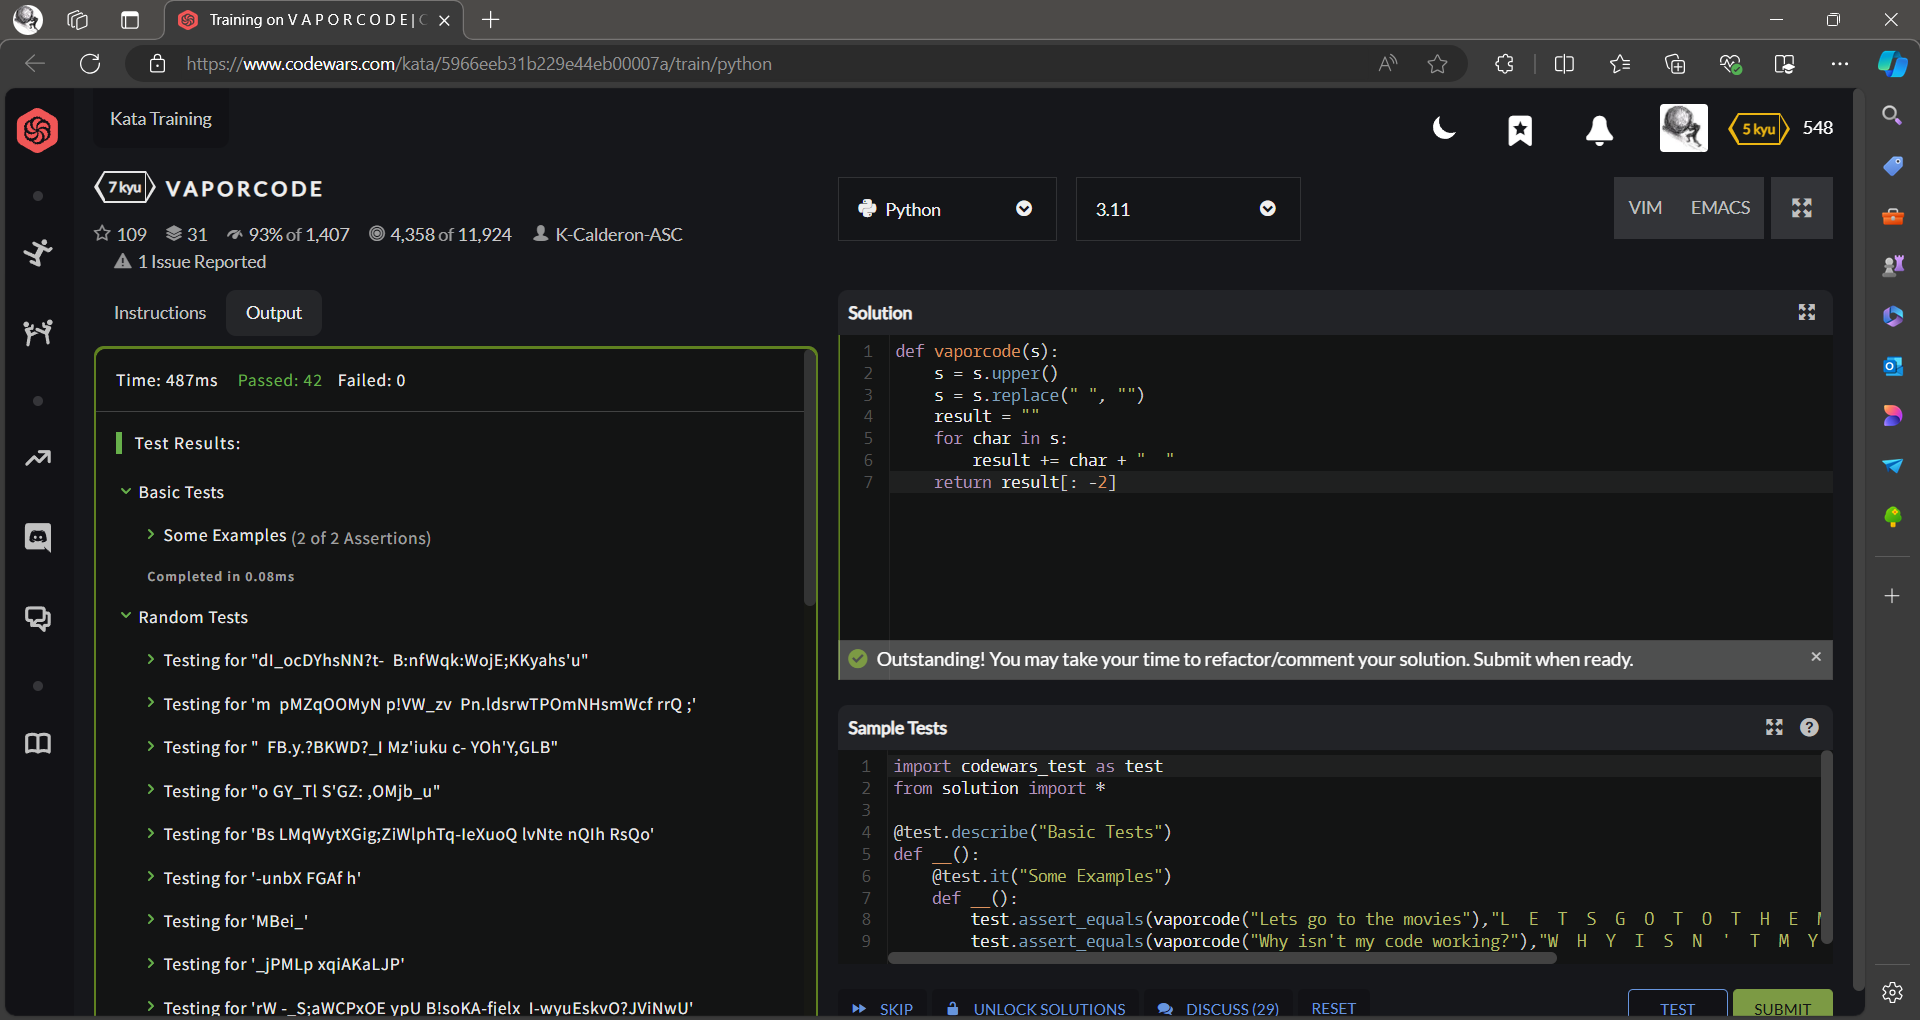 Training on V A P O R C O D E | C
https://www.codewars.com/kata/5966eeb31b229e44eb00007a/train/python
Kata Training
5 kyu 548
7 kyu VAPORCODE
109 31 93% of 1,407 4,358 of 11,924 K-Calderon-ASC
1 Issue Reported
Python
3.11
VIM EMACS
Instructions Output
Time: 487ms Passed: 42 Failed: 0
Test Results:
Basic Tests
Some Examples (2 of 2 Assertions)
Completed in 0.08ms
Random Tests
Testing for "dI_ocDYhsNN?t-  B:nfWqk:WojE;KKyahs'u"
Testing for 'm  pMZqOOMyN p!VW_zv  Pn.ldsrwTPOmNHsmWcf rrQ ;'
Testing for "  FB.y.?BKWD?_I Mz'iuku c- YOh'Y,GLB"
Testing for "o GY_Tl S'GZ: ,OMjb_u"
Testing for 'Bs LMqWytXGig;ZiWlphTq-IeXuoQ lvNte nQIh RsQo'
Testing for '-unbX FGAf h'
Testing for 'MBei_'
Testing for '_jPMLp xqiAKaLJP'
Testing for 'rW -_S;aWCPxOE ypU B!soKA-fjelx  I-wyuEskvO?JViNwU'
Solution
1 def vaporcode(s):
2     s = s.upper()
3     s = s.replace(" ", "")
4     result = ""
5     for char in s:
6         result += char + "  "
7     return result[: -2]
Outstanding! You may take your time to refactor/comment your solution. Submit when ready.
Sample Tests
1 import codewars_test as test
2 from solution import *
3
4 @test.describe("Basic Tests")
5 def __():
6     @test.it("Some Examples")
7     def __():
8         test.assert_equals(vaporcode("Lets go to the movies"),"L  E  T  S  G  O  T  O  T  H  E  M
9         test.assert_equals(vaporcode("Why isn't my code working?"),"W  H  Y  I  S  N  '  T  M  Y
SKIP UNLOCK SOLUTIONS DISCUSS (29) RESET TEST SUBMIT